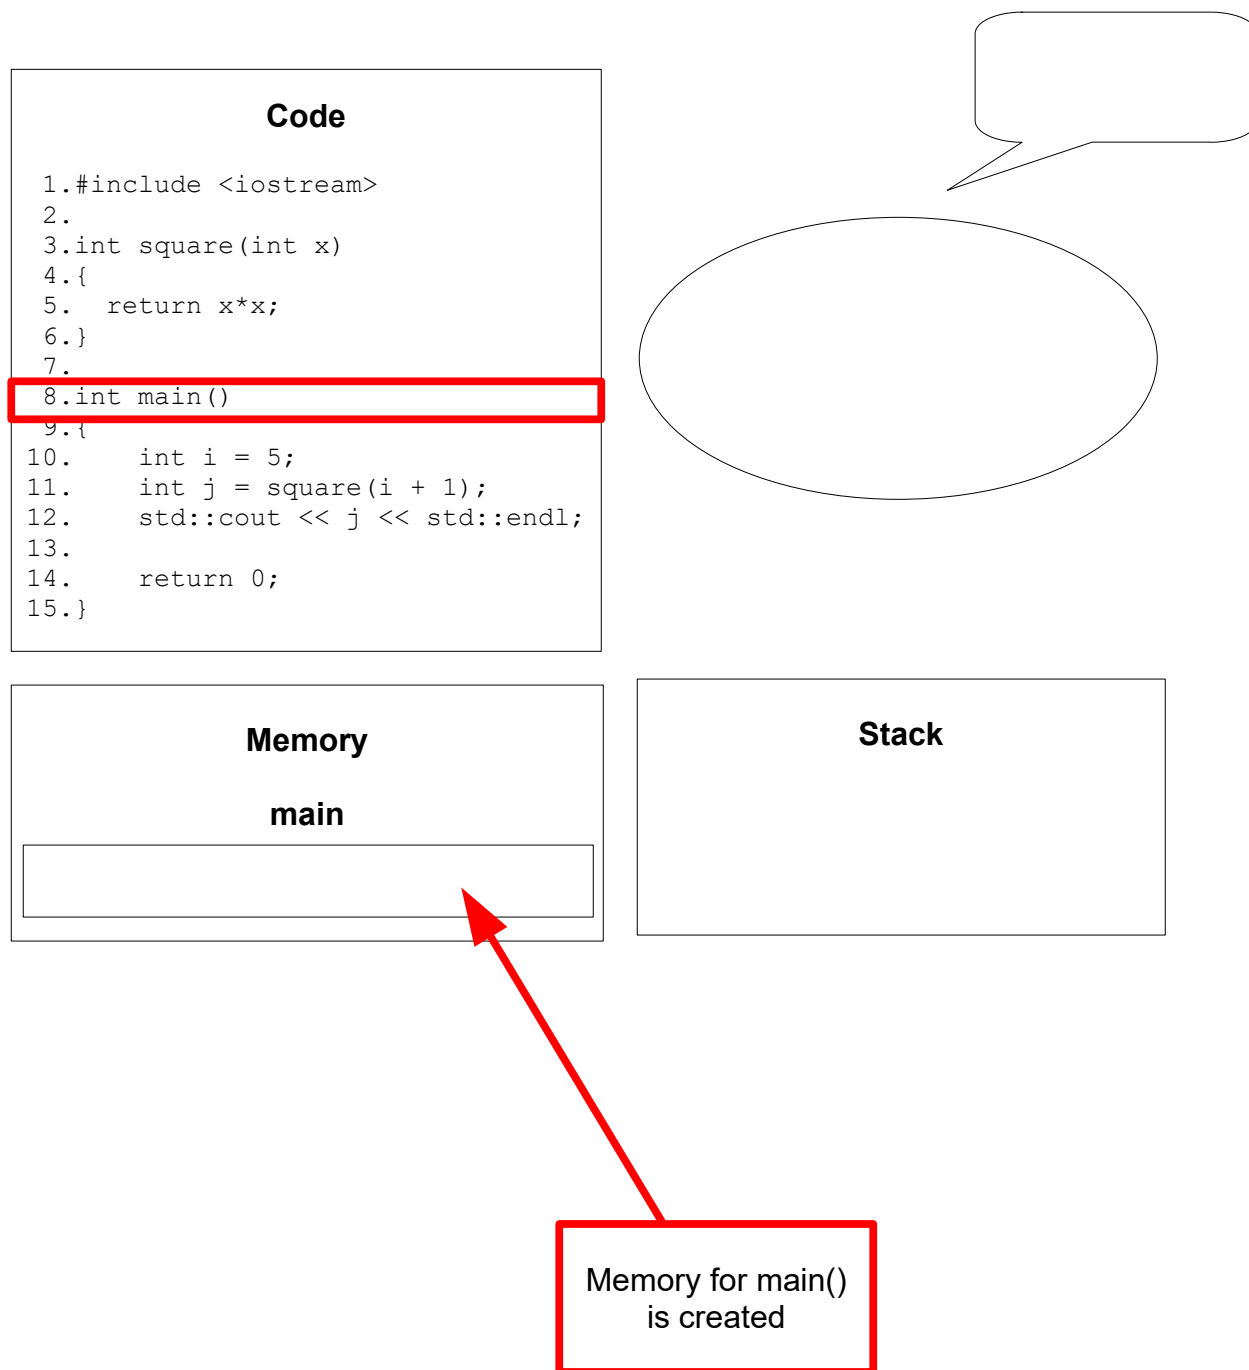 Code
1.#include <iostream>
2.
3.int square(int x)
4.{
5.  return x*x;
6.}
7.
8.int main()
9.{
10.    int i = 5;
11.    int j = square(i + 1);
12.    std::cout << j << std::endl;
13.
14.    return 0;
15.}
Memory
main
Stack
Memory for main()
is created